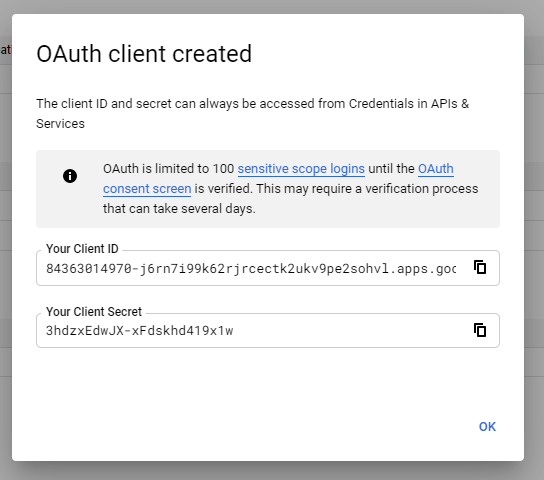 OAuth client created
The client ID and secret can always be accessed from Credentials in APIs &
Services
OAuth is limited to 100 sensitive scope logins until the OAuth
consent screen is verified. This may require a verification process
that can take several days.
Your Client ID
84363014970-j6rn7i99k62rjrcectk2ukv9pe2sohvl.apps.goo
Your Client Secret
3hdzxEdwJX-xFdskhd419x1w
OK